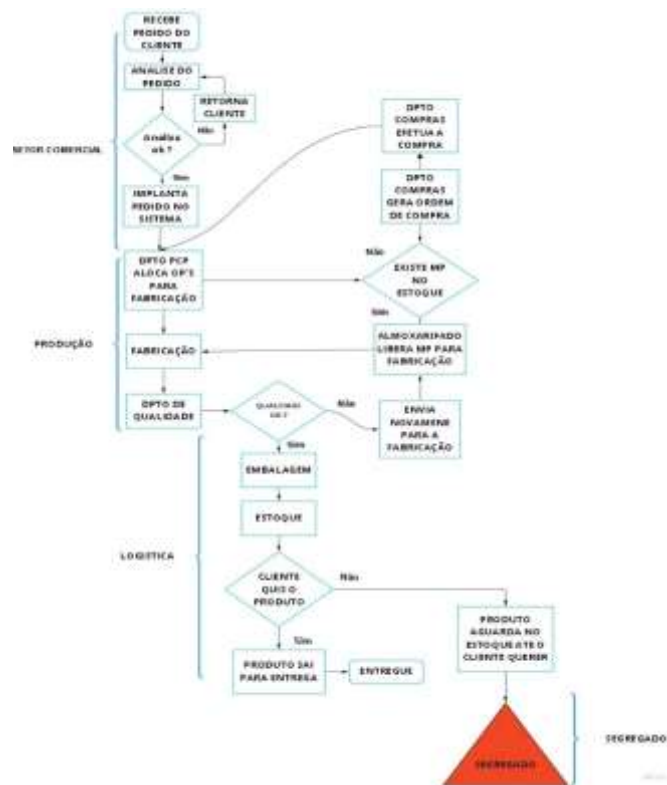 RECEBE
PEDIDO DO
CLIENTE
ANALISE DO
PEDIDO
RETORNA
CLIENTE
Analise
ok ?
Não
Sim
SETOR COMERCIAL
IMPLANTA
PEDIDO NO
SISTEMA
DPTO
COMPRAS
EFETUA A
COMPRA
DPTO
COMPRAS
GERA ORDEM
DE COMPRA
DPTO PCP
ALOCA OP'S
PARA
FABRICAÇÃO
Não
EXISTE MP
NO
ESTOQUE
Sim
PRODUÇÃO
FABRICAÇÃO
ALMOXARIFADO
LIBERA MP PARA
FABRICAÇÃO
DPTO DE
QUALIDADE
QUALIDADE
OK ?
Não
ENVIA
NOVAMENE
PARA A
FABRICAÇÃO
Sim
EMBALAGEM
ESTOQUE
LOGISTICA
CLIENTE
QUIS O
PRODUTO
Não
Sim
PRODUTO SAI
PARA ENTREGA
ENTREGUE
PRODUTO
AGUARDA NO
ESTOQUE ATE O
CLIENTE QUERER
SEGREGADO
SEGREGADO